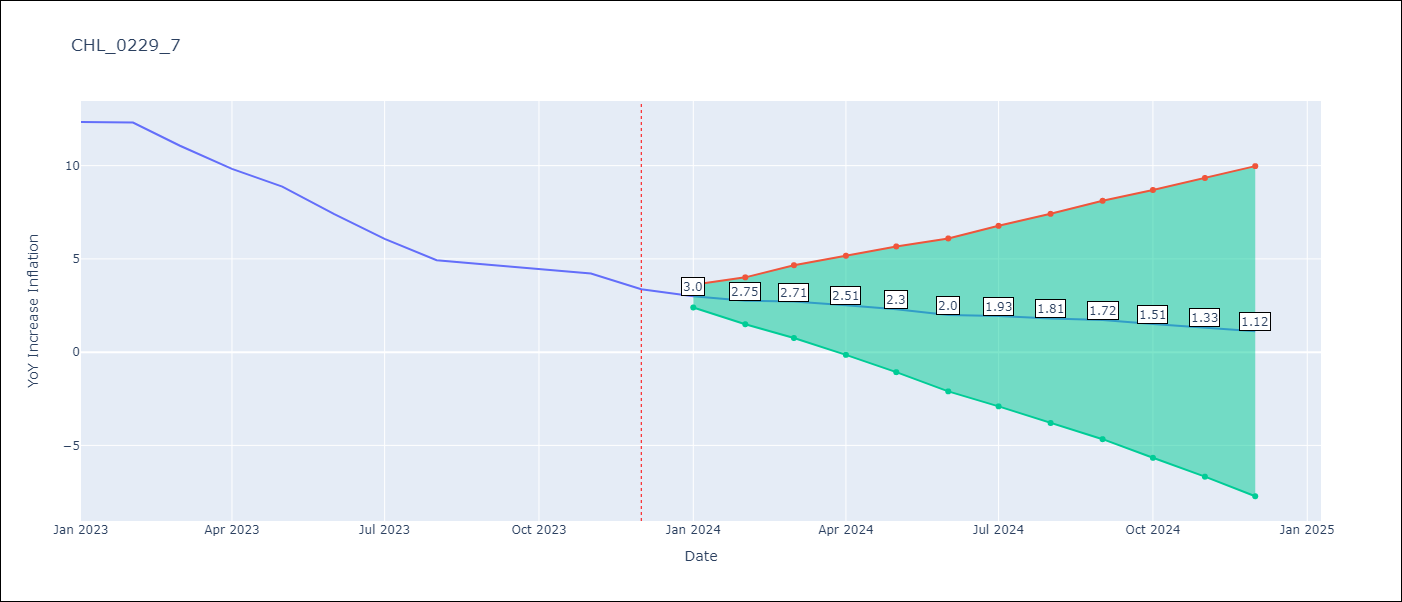 CHL_0229_7
YoY Increase Inflation
10
5
0
−5
3.0
2.75
2.71
2.51
2.3
2.0
1.93
1.81
1.72
1.51
1.33
1.12
Jan 2023
Apr 2023
Jul 2023
Oct 2023
Jan 2024
Apr 2024
Jul 2024
Oct 2024
Jan 2025
Date